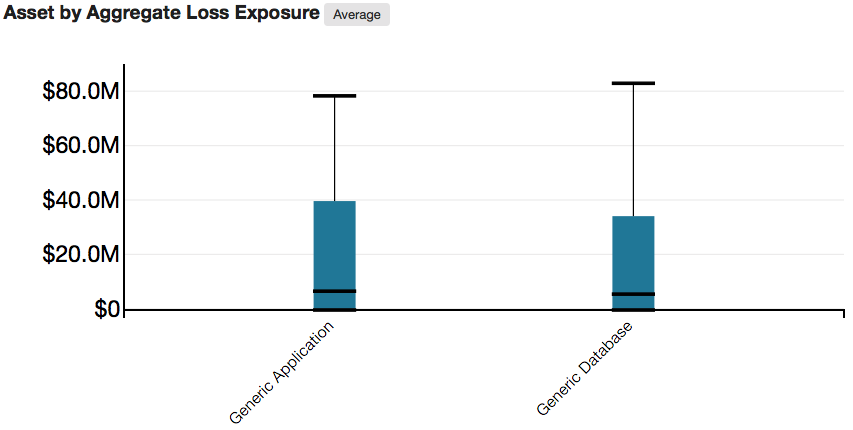 Asset by Aggregate Loss Exposure Average
$80.0M
$60.0M
$40.0M
$20.0M
$0
Generic Application
Generic Database